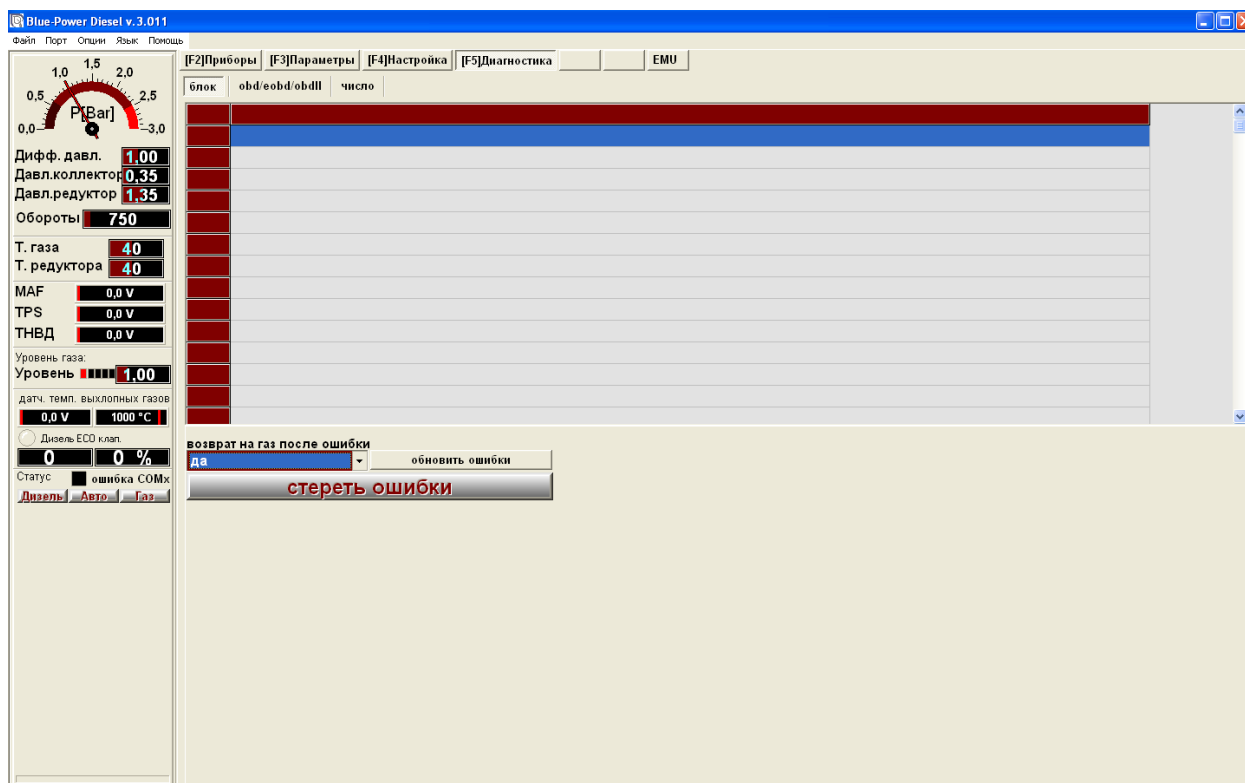 Blue-Power Diesel v.3.011
Файл Порт Опции Язык Помощь
[F2]Приборы [F3]Параметры [F4]Настройка [F5]Диагностика EMU
блок obd/eobd/obdII число
0,0 0,5 1,0 1,5 2,0 2,5 3,0
P[Bar]
Дифф. давл. 1,00
Давл.коллектор 0,35
Давл.редуктор 1,35
Обороты 750
Т. газа 40
Т. редуктора 40
MAF 0,0 V
TPS 0,0 V
ТНВД 0,0 V
Уровень газа:
Уровень 1,00
датч. темп. выхлопных газов
0,0 V 1000 °C
Дизель ECO клап.
0 0 %
Статус ошибка COMx
Дизель Авто Газ
возврат на газ после ошибки
да обновить ошибки
стереть ошибки